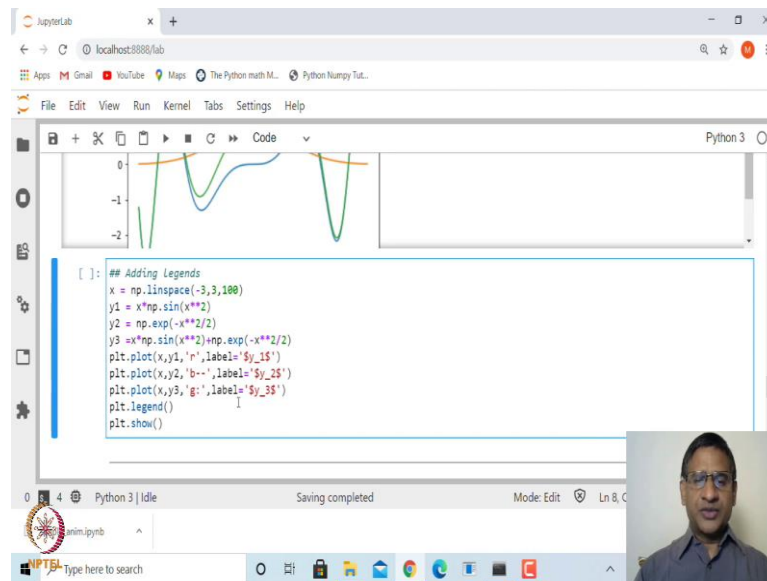 JupyterLab
localhost:8888/lab
M
Apps Gmail YouTube Maps The Python math M... Python Numpy Tut...
File Edit View Run Kernel Tabs Settings Help
Code
Python 3
0
-1
-2
[ ]: ## Adding Legends
x = np.linspace(-3,3,100)
y1 = x*np.sin(x**2)
y2 = np.exp(-x**2/2)
y3 =x*np.sin(x**2)+np.exp(-x**2/2)
plt.plot(x,y1,'r',label='$y_1$')
plt.plot(x,y2,'b--',label='$y_2$')
plt.plot(x,y3,'g:',label='$y_3$')
plt.legend()
plt.show()
0 4 Python 3 | Idle Saving completed Mode: Edit Ln 8,
anim.ipynb
NPTEL
Type here to search